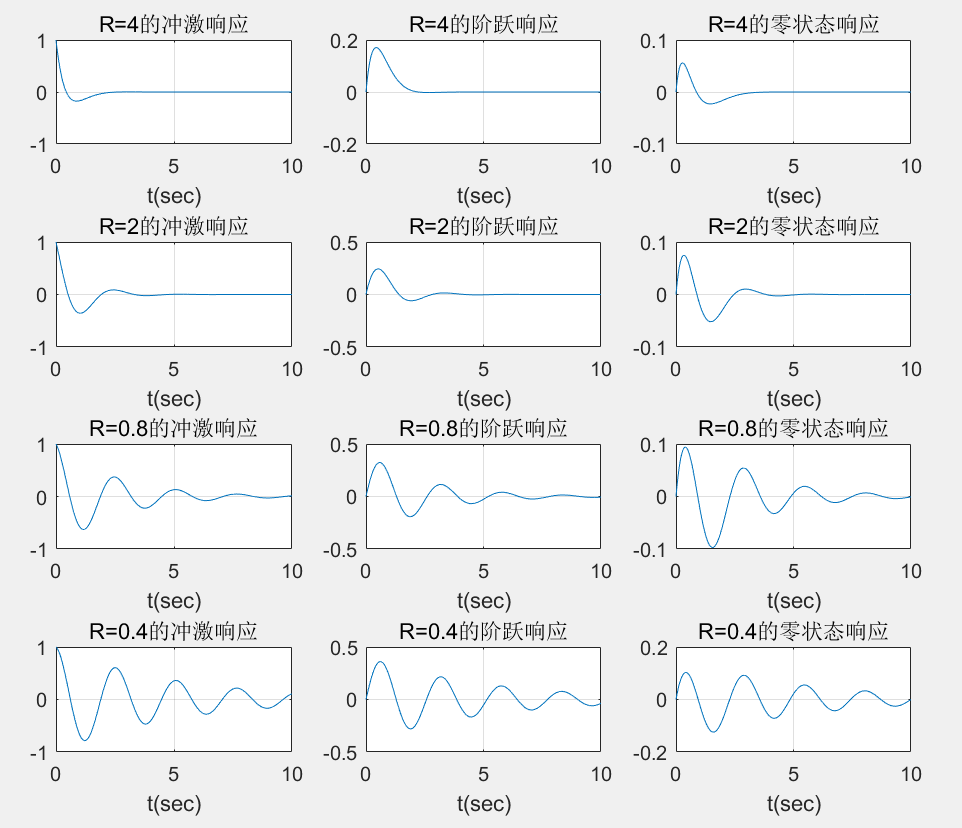 R=4的冲激响应 R=4的阶跃响应 R=4的零状态响应
1 0.2 0.1
0 0 0
-1 -0.2 -0.1
0 5 10 0 5 10 0 5 10
t(sec) t(sec) t(sec)
R=2的冲激响应 R=2的阶跃响应 R=2的零状态响应
1 0.5 0.1
0 0 0
-1 -0.5 -0.1
0 5 10 0 5 10 0 5 10
t(sec) t(sec) t(sec)
R=0.8的冲激响应 R=0.8的阶跃响应 R=0.8的零状态响应
1 0.5 0.1
0 0 0
-1 -0.5 -0.1
0 5 10 0 5 10 0 5 10
t(sec) t(sec) t(sec)
R=0.4的冲激响应 R=0.4的阶跃响应 R=0.4的零状态响应
1 0.5 0.2
0 0 0
-1 -0.5 -0.2
0 5 10 0 5 10 0 5 10
t(sec) t(sec) t(sec)